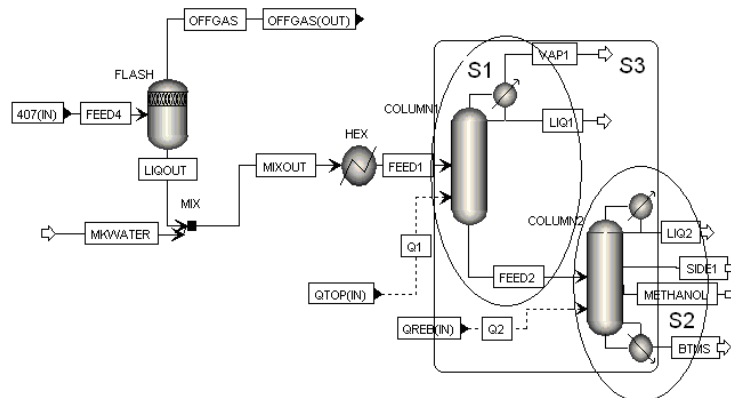 OFFGAS
OFFGAS(OUT)
FLASH
407(IN)
FEED4
LIQOUT
MIX
MKWATER
MIXOUT
HEX
FEED1
S1
VAP1
S3
COLUMN1
LIQ1
Q1
QTOP(IN)
FEED2
COLUMN2
LIQ2
SIDE1
METHANOL
QREB(IN)
Q2
S2
BTMS